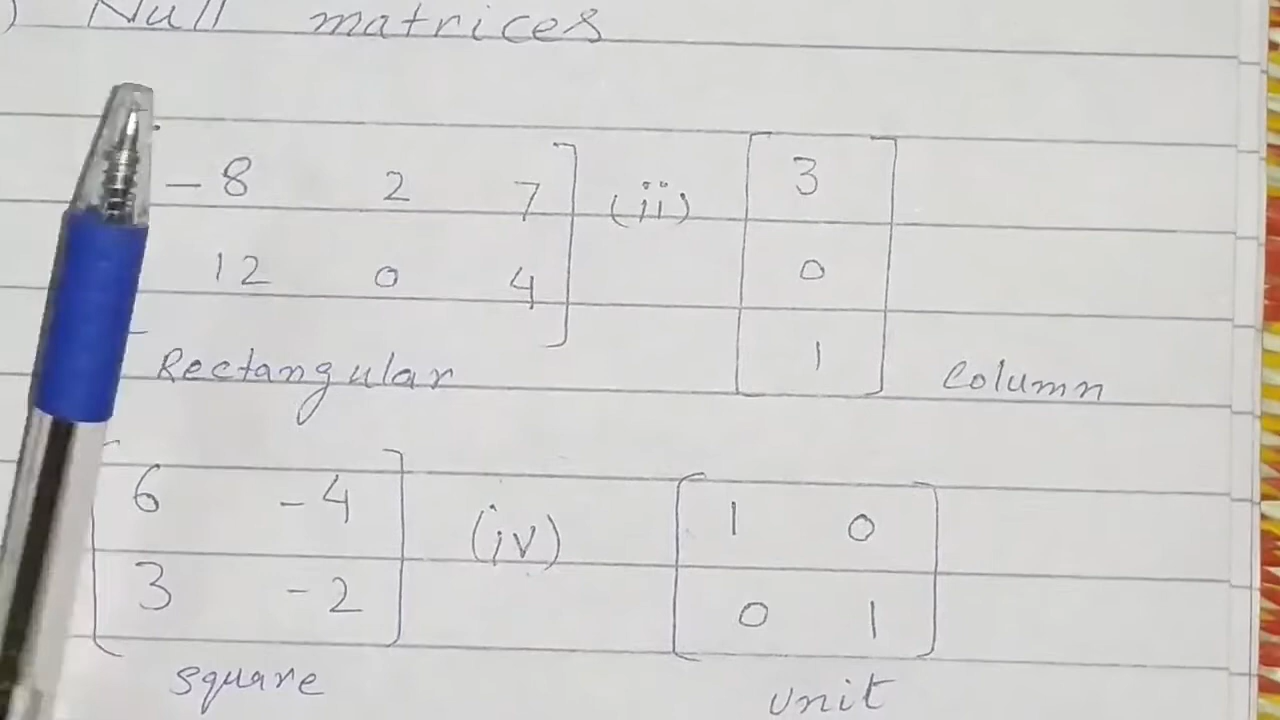 ) Null matrices
-8 2 7 (ii) 3
12 0 4 0
1
Rectangular Column
6 -4 (iv) 1 0
3 -2 0 1
square unit